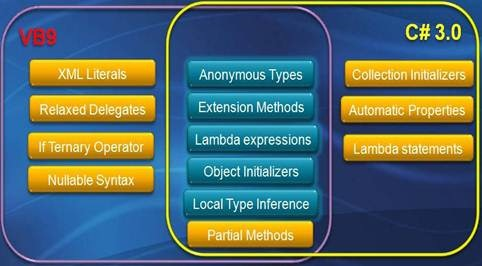 VB9
C# 3.0
XML Literals
Relaxed Delegates
If Ternary Operator
Nullable Syntax
Anonymous Types
Extension Methods
Lambda expressions
Object Initializers
Local Type Inference
Partial Methods
Collection Initializers
Automatic Properties
Lambda statements